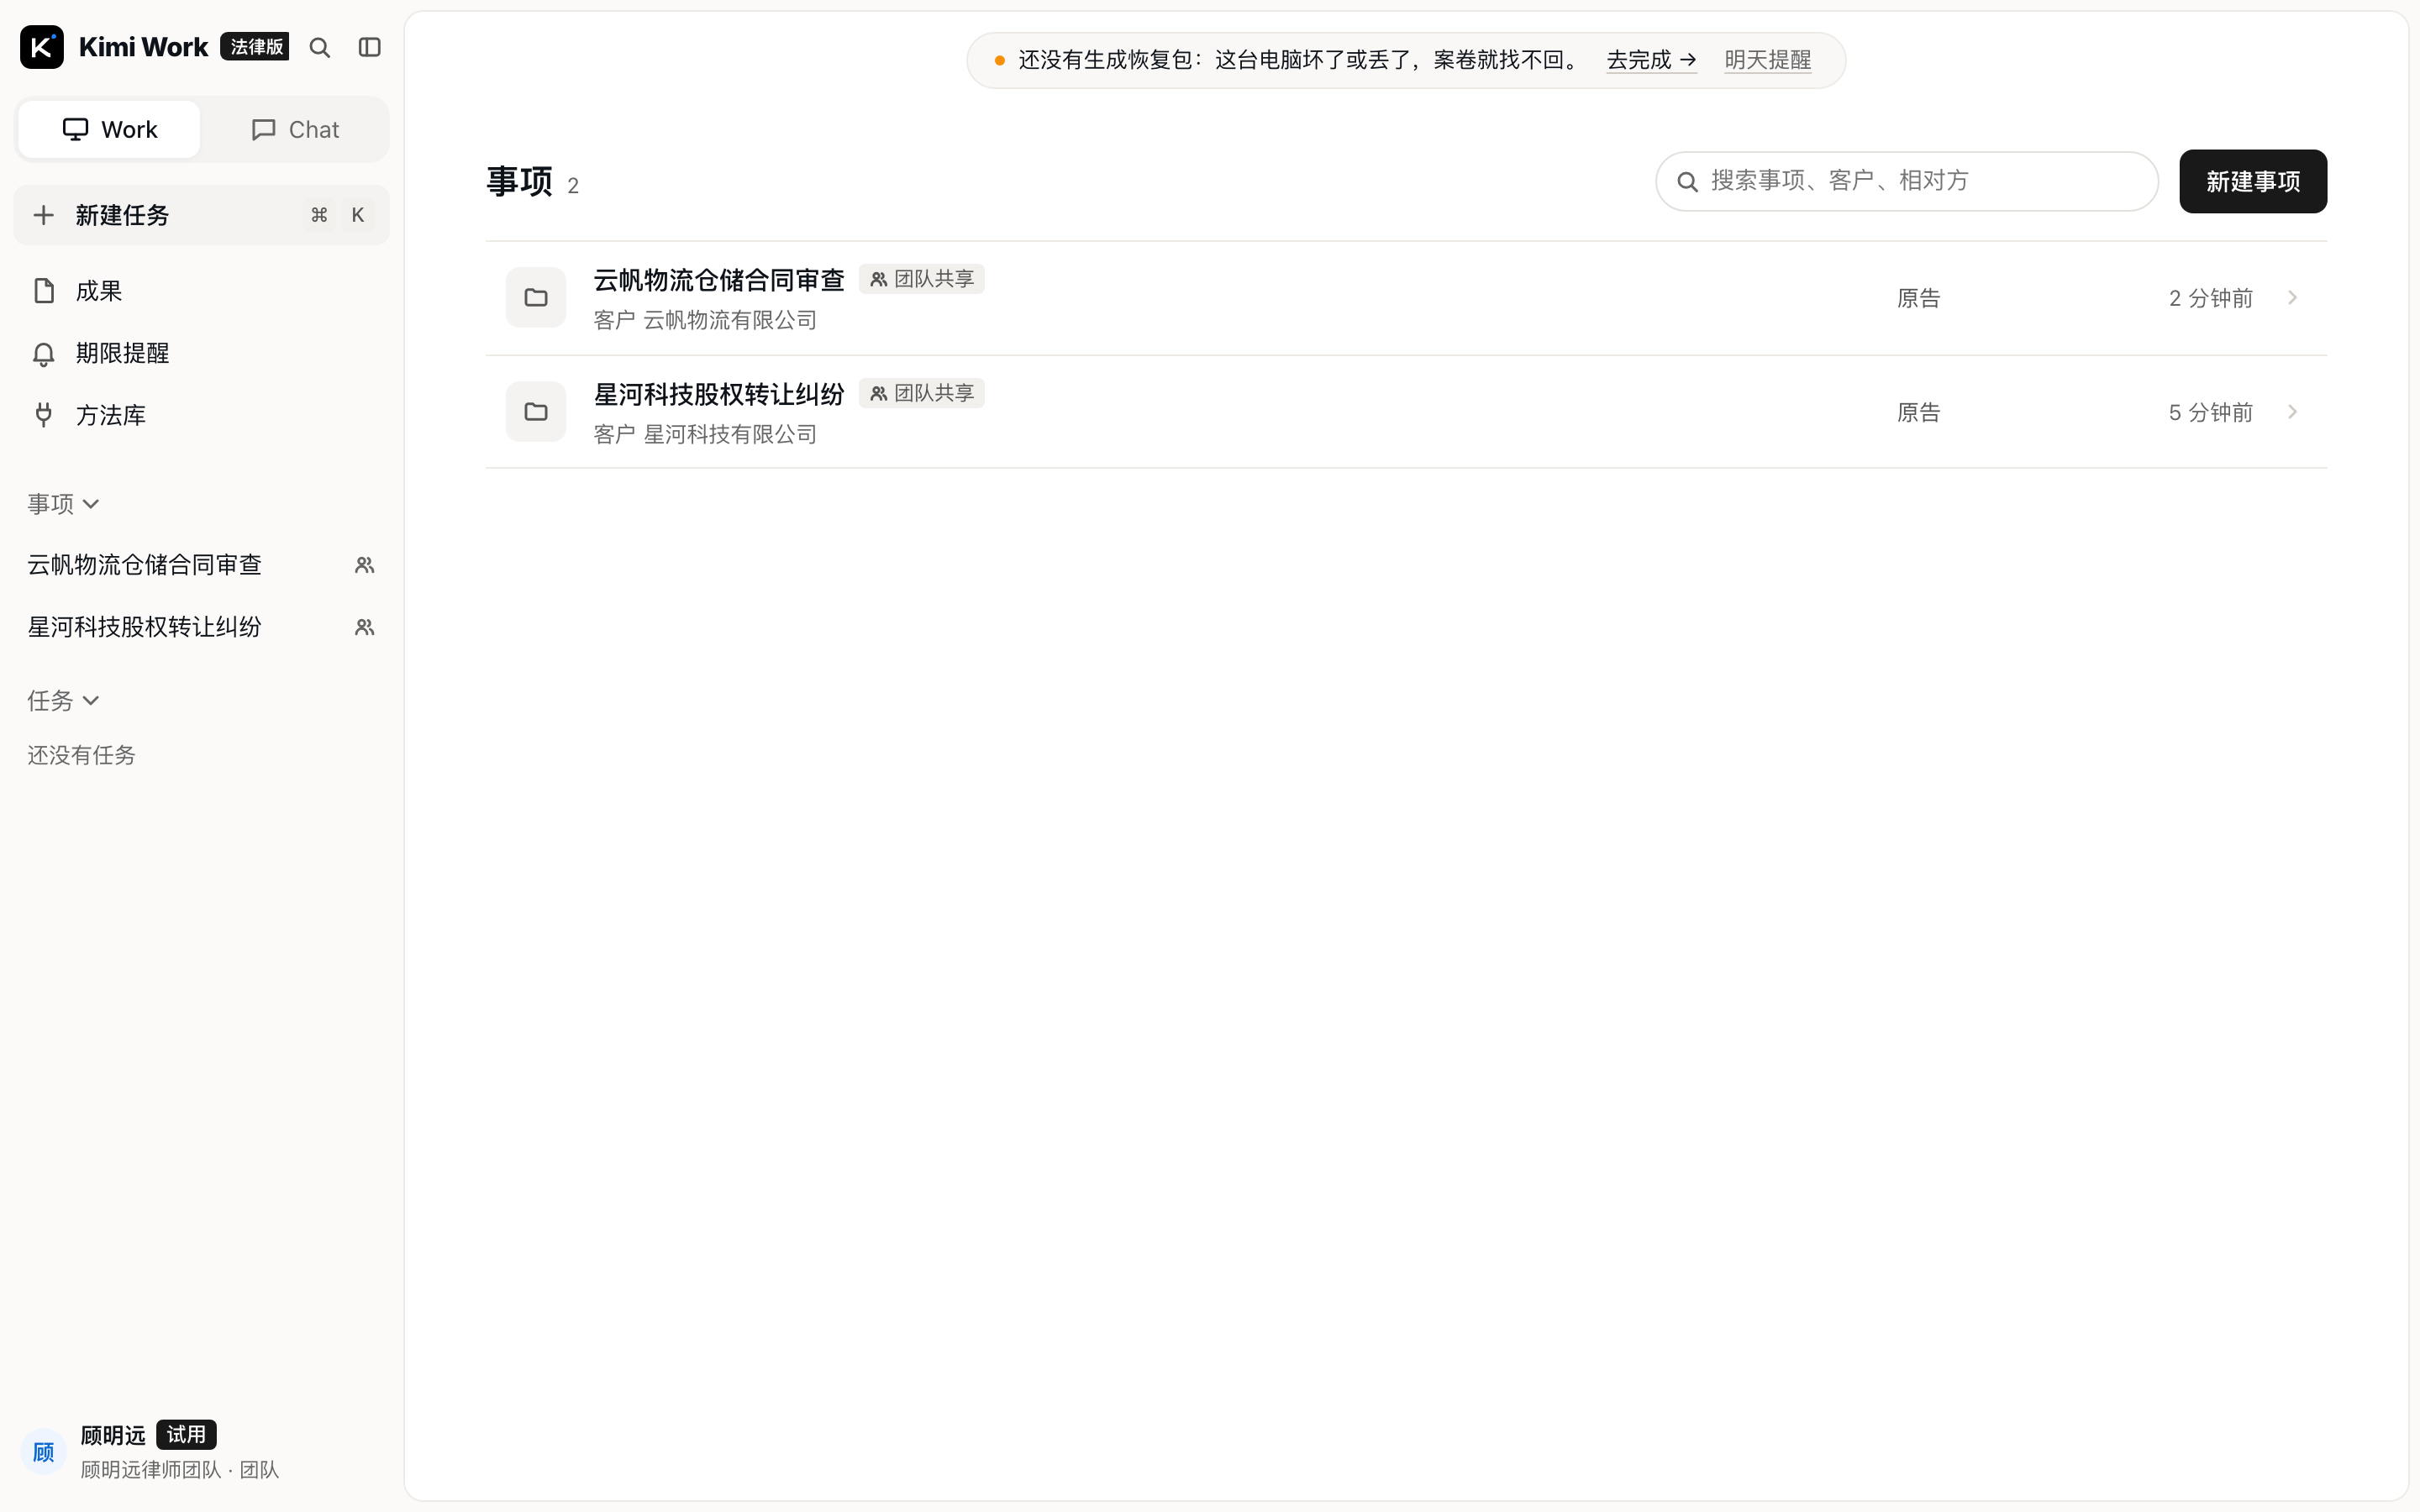 Kimi Work 法律版
Work
Chat
新建任务 ⌘ K
成果
期限提醒
方法库
事项
云帆物流仓储合同审查
星河科技股权转让纠纷
任务
还没有任务
顾 顾明远 试用
顾明远律师团队 · 团队
还没有生成恢复包：这台电脑坏了或丢了，案卷就找不回。 去完成 → 明天提醒
事项 2
搜索事项、客户、相对方
新建事项
云帆物流仓储合同审查 团队共享
客户 云帆物流有限公司
原告
2 分钟前
星河科技股权转让纠纷 团队共享
客户 星河科技有限公司
原告
5 分钟前